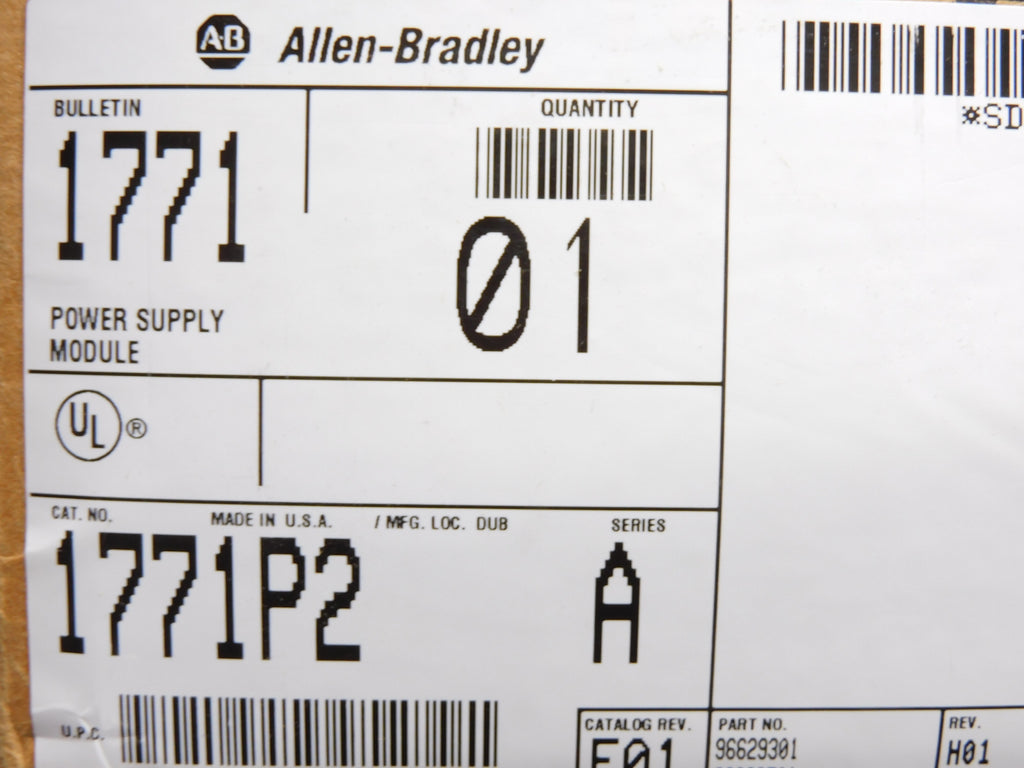 AB Allen-Bradley
*SD
BULLETIN
QUANTITY
1771
01
POWER SUPPLY
MODULE
UL ®
CAT. NO. MADE IN U.S.A. / MFG. LOC. DUB SERIES
1771P2 A
U.P.C.
CATALOG REV. PART NO. REV.
96629301 H01